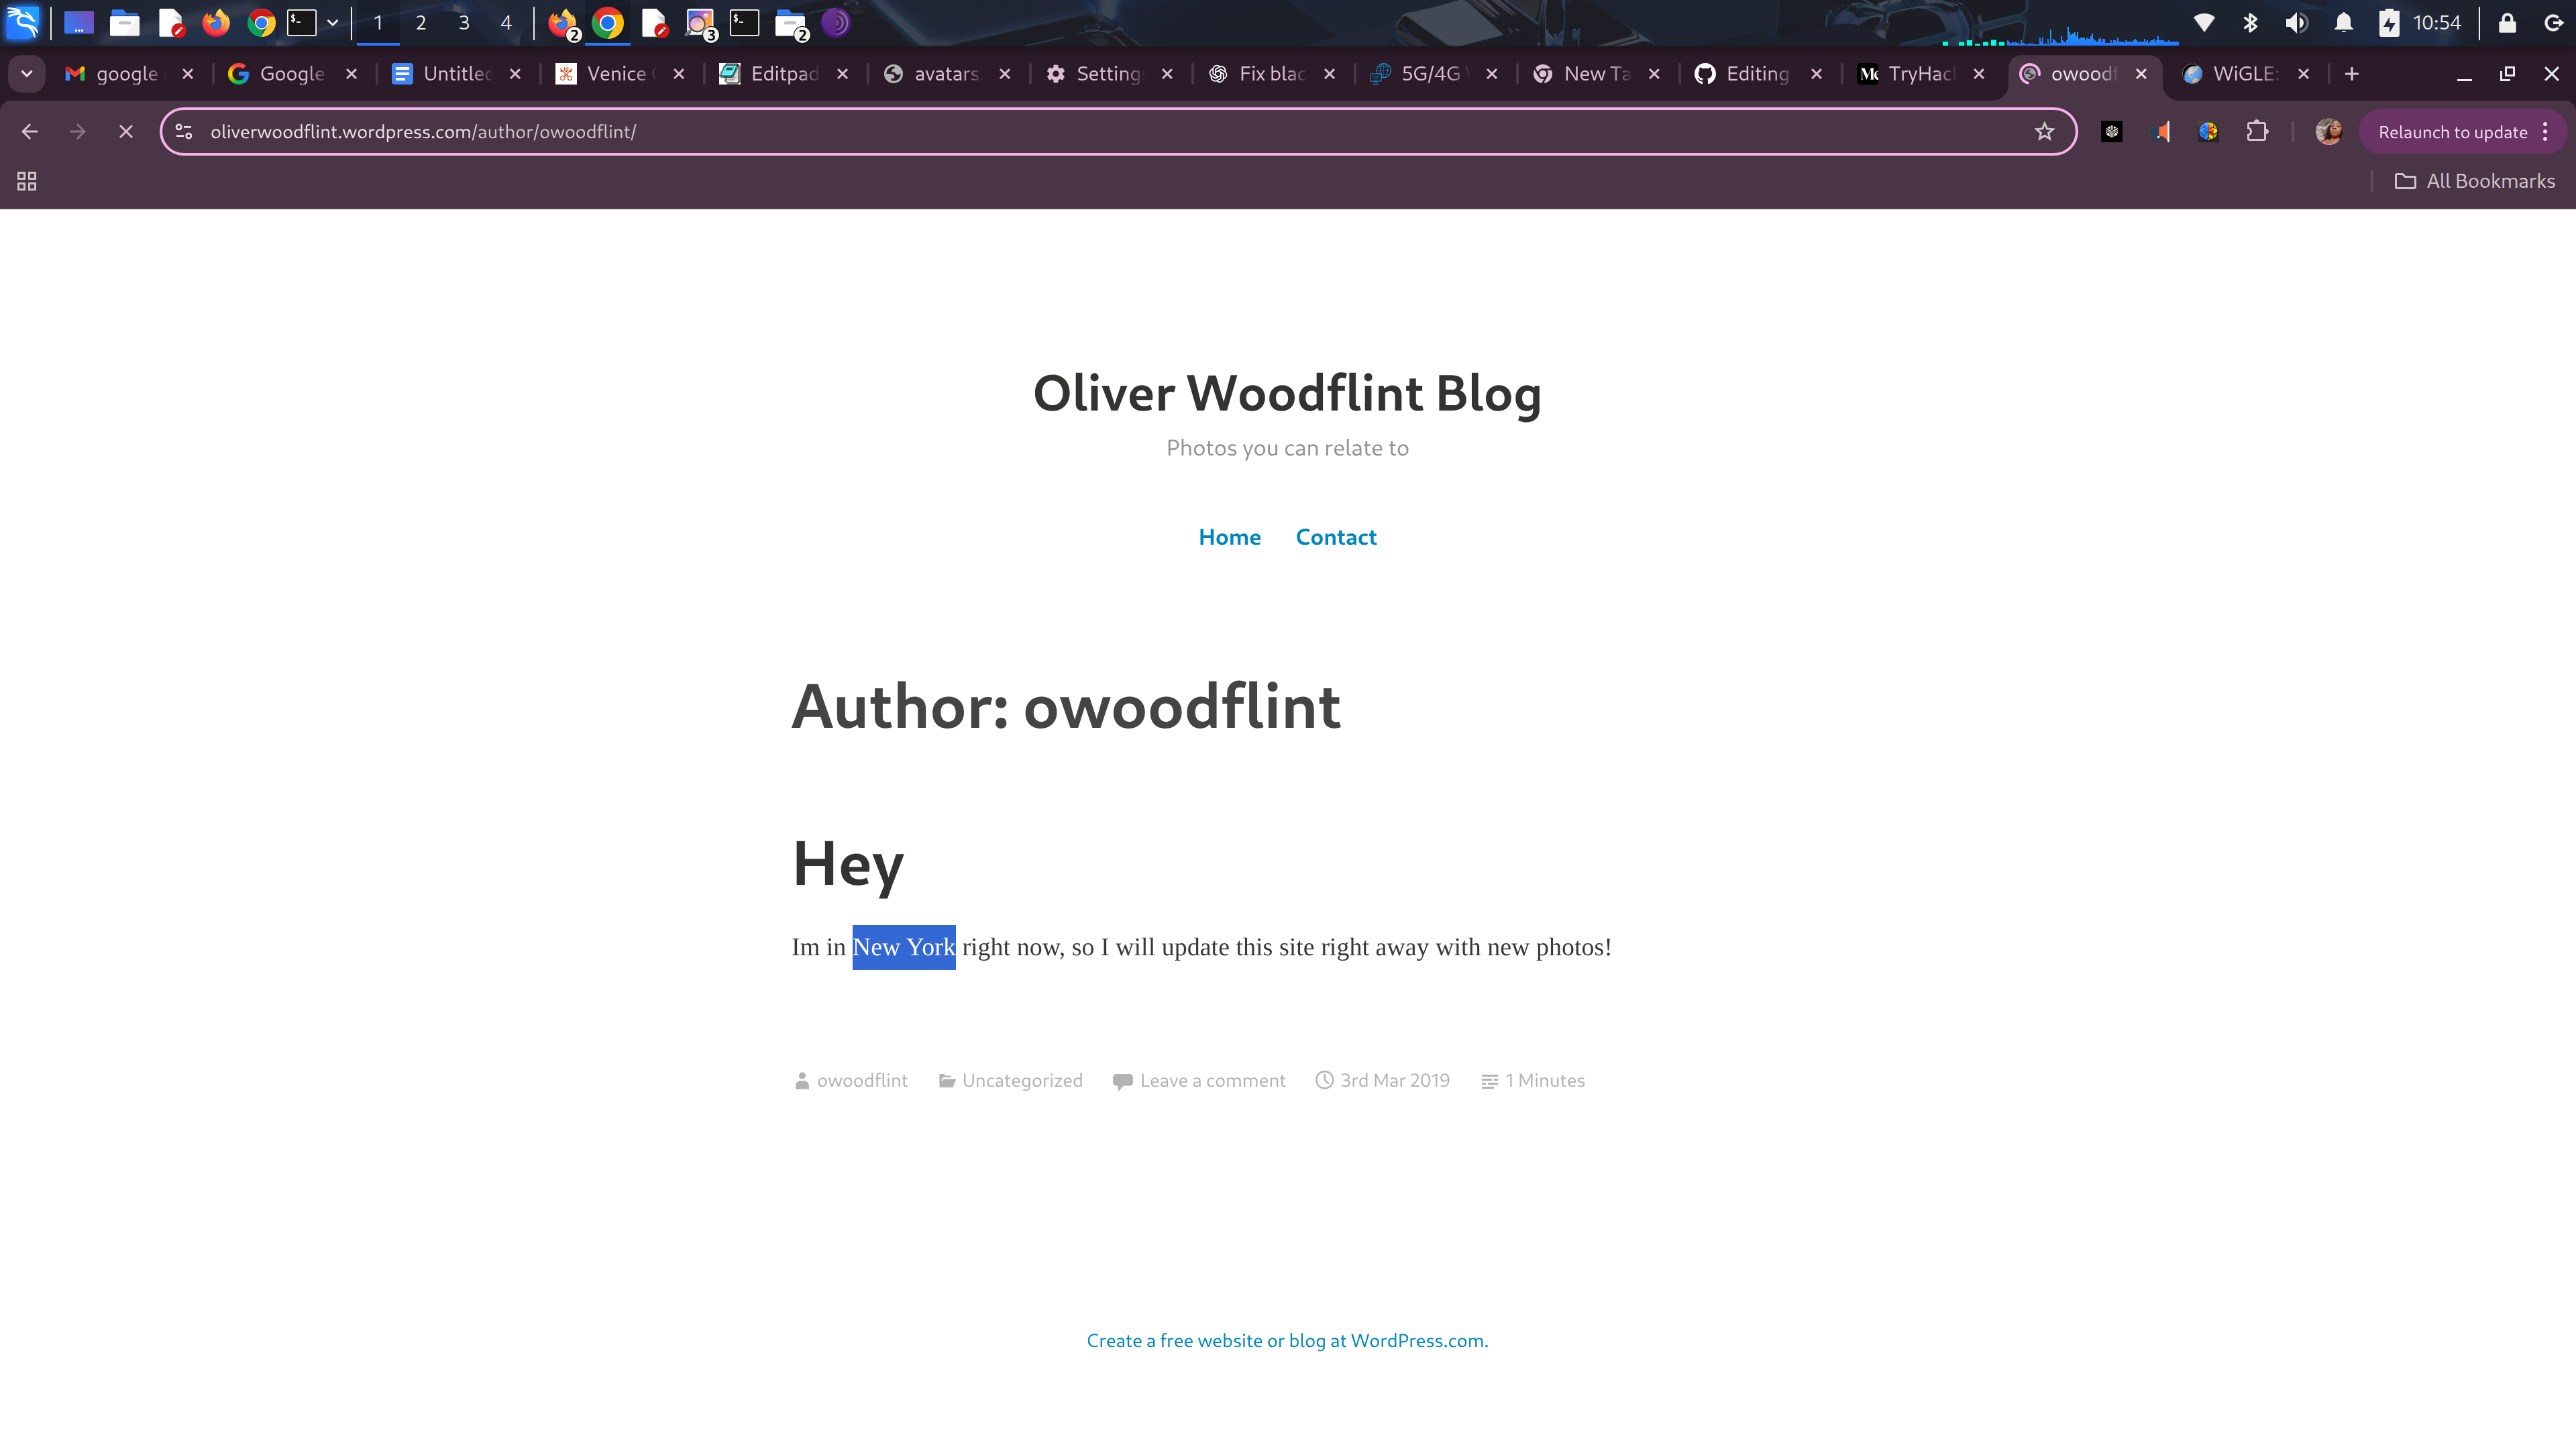 1 2 3 4 2 3 2 10:54
google Google Untitled Venice Editpad avatars Setting Fix blac 5G/4G New Ta Editing TryHac owoodf WiGLE:
oliverwoodflint.wordpress.com/author/owoodflint/ Relaunch to update
All Bookmarks
Oliver Woodflint Blog
Photos you can relate to
Home Contact
Author: owoodflint
Hey
Im in New York right now, so I will update this site right away with new photos!
owoodflint Uncategorized Leave a comment 3rd Mar 2019 1 Minutes
Create a free website or blog at WordPress.com.